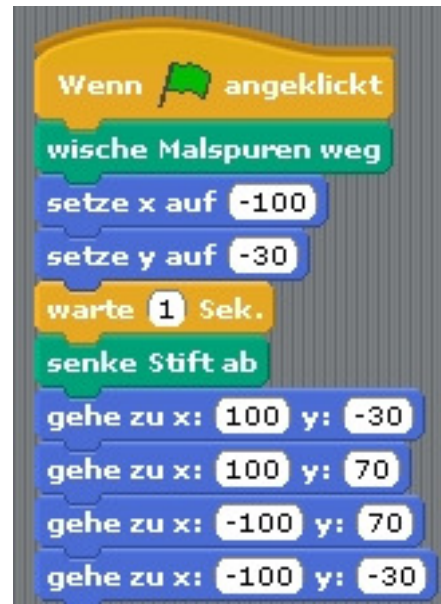 Wenn angeklickt
wische Malspuren weg
setze x auf -100
setze y auf -30
warte 1 Sek.
senke Stift ab
gehe zu x: 100 y: -30
gehe zu x: 100 y: 70
gehe zu x: -100 y: 70
gehe zu x: -100 y: -30